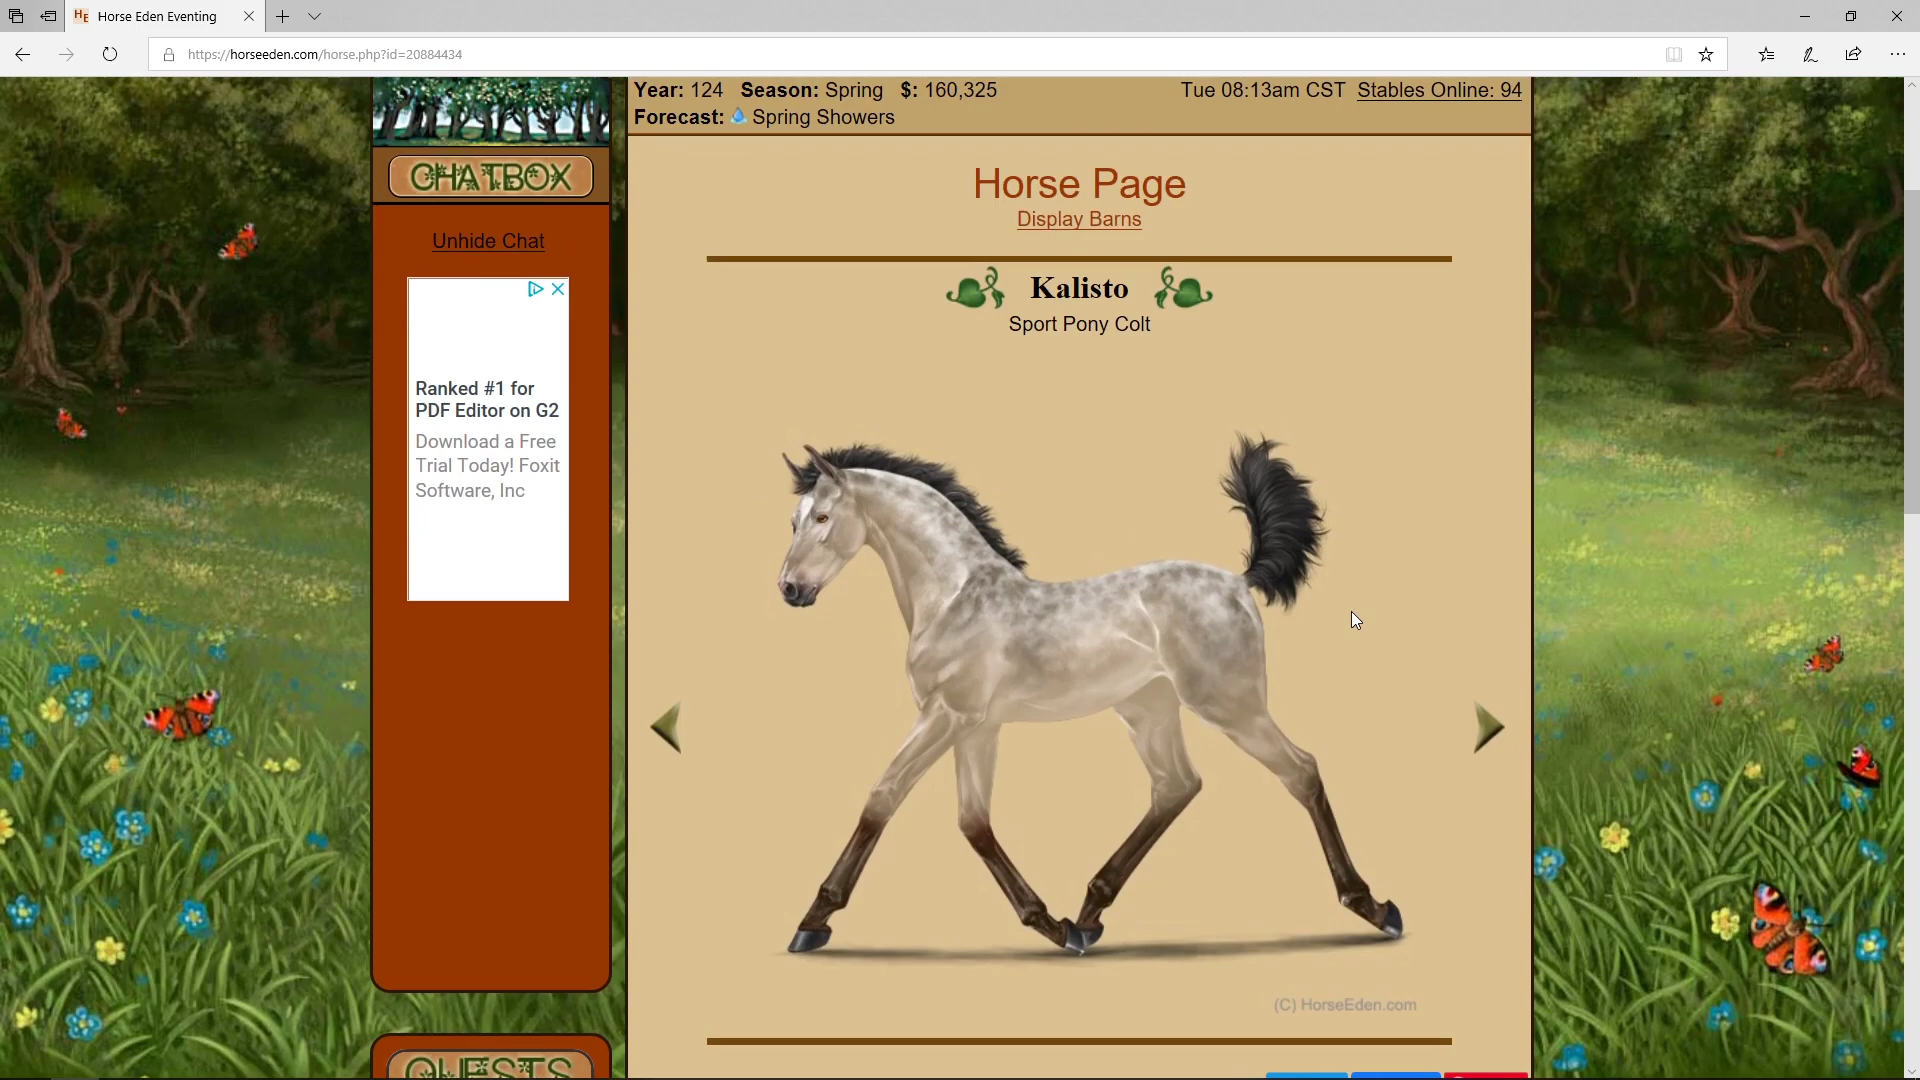 Horse Eden Eventing
https://horseeden.com/horse.php?id=20884434
Year: 124 Season: Spring $: 160,325
Tue 08:13am CST Stables Online: 94
Forecast: Spring Showers
CHATBOX
Unhide Chat
Ranked #1 for
PDF Editor on G2
Download a Free
Trial Today! Foxit
Software, Inc
QUESTS
Horse Page
Display Barns
Kalisto
Sport Pony Colt
(C) HorseEden.com